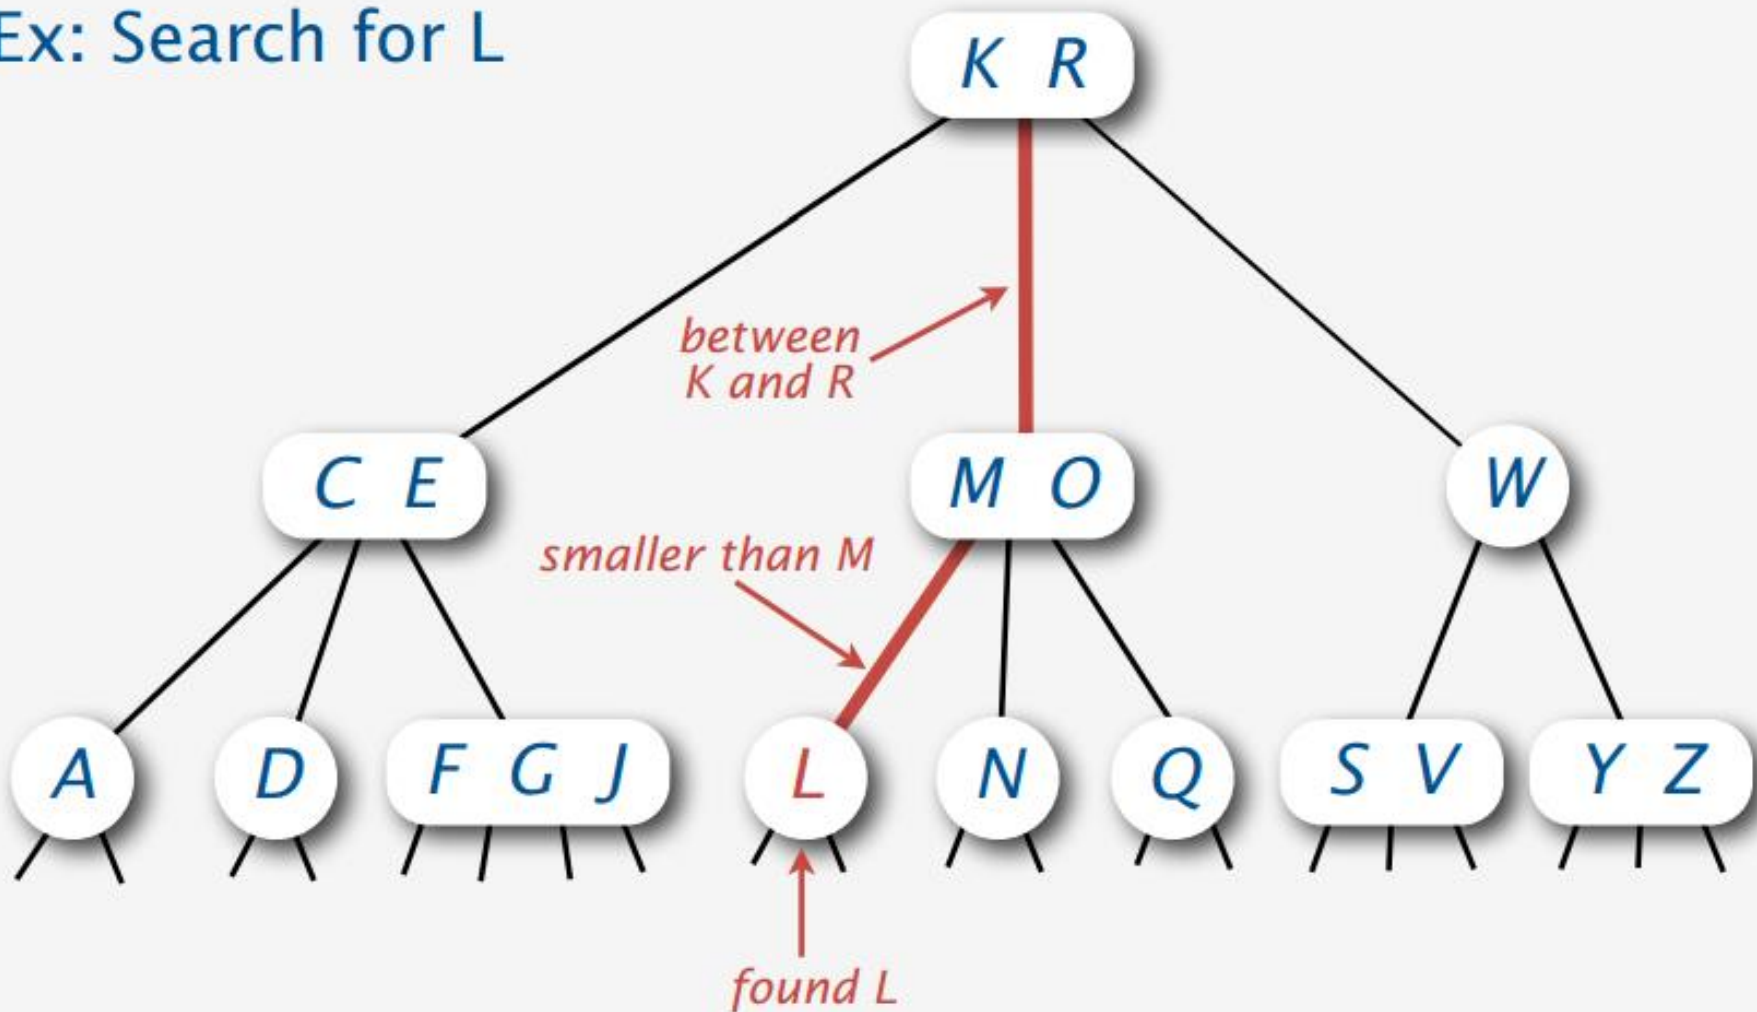 Ex: Search for L
K R
between
K and R
C E
M O
W
smaller than M
A
D
F G J
L
N
Q
S V
Y Z
found L